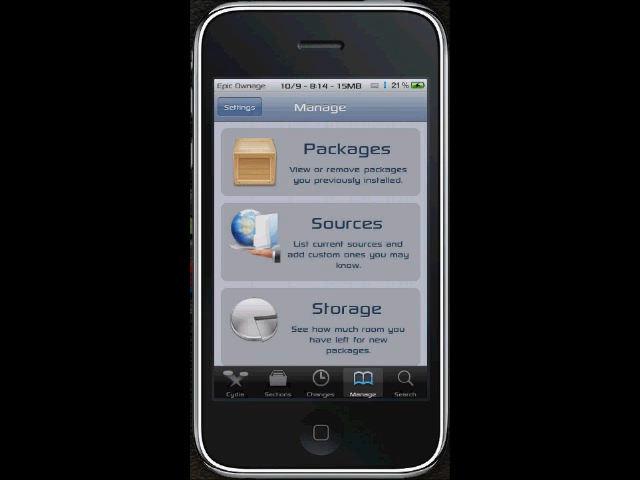 Epic Ownage 10/9 - 8:14 - 15MB 21%
Settings Manage
Packages
View or remove packages
you previously installed.
Sources
List current sources and
add custom ones you may
know.
Storage
See how much room you
have left for new
packages.
Cydia Sections Changes Manage Search